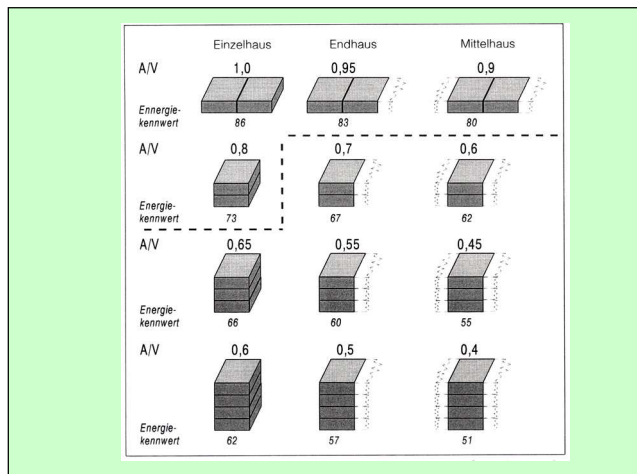 Einzelhaus Endhaus Mittelhaus
A/V 1,0 0,95 0,9
Ennergie-
kennwert 86 83 80
A/V 0,8 0,7 0,6
Energie-
kennwert 73 67 62
A/V 0,65 0,55 0,45
Energie-
kennwert 66 60 55
A/V 0,6 0,5 0,4
Energie-
kennwert 62 57 51